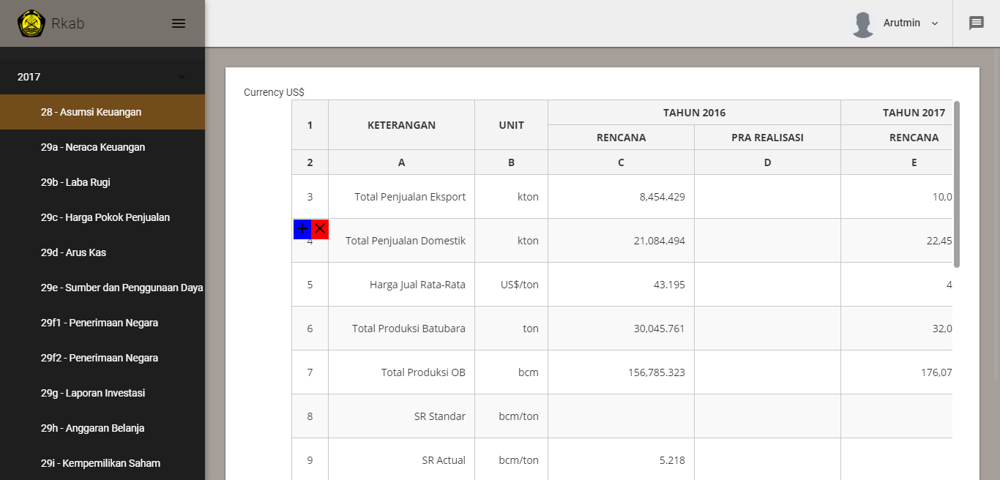 Rkab
Arutmin
2017
28 - Asumsi Keuangan
29a - Neraca Keuangan
29b - Laba Rugi
29c - Harga Pokok Penjualan
29d - Arus Kas
29e - Sumber dan Penggunaan Daya
29f1 - Penerimaan Negara
29f2 - Penerimaan Negara
29g - Laporan Investasi
29h - Anggaran Belanja
29i - Kempemilikan Saham
Currency US$
1 KETERANGAN UNIT TAHUN 2016 TAHUN 2017
RENCANA PRA REALISASI RENCANA
2 A B C D E
3 Total Penjualan Eksport kton 8,454.429 10,0
4 Total Penjualan Domestik kton 21,084.494 22,45
5 Harga Jual Rata-Rata US$/ton 43.195 4
6 Total Produksi Batubara ton 30,045.761 32,0
7 Total Produksi OB bcm 156,785.323 176,07
8 SR Standar bcm/ton
9 SR Actual bcm/ton 5.218